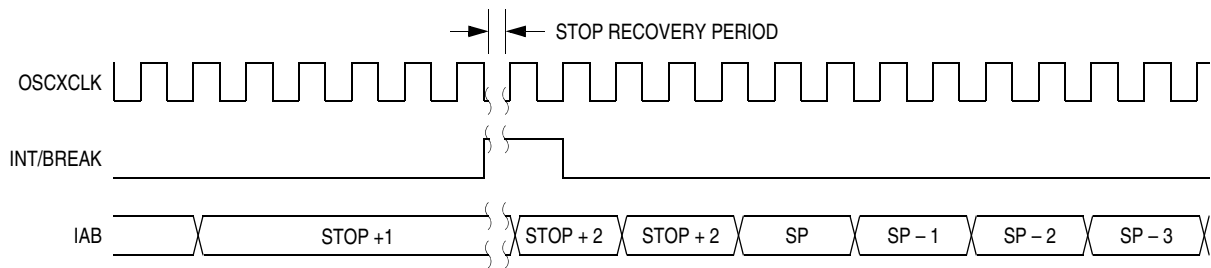 STOP RECOVERY PERIOD
OSCXCLK
INT/BREAK
IAB STOP +1 STOP + 2 STOP + 2 SP SP – 1 SP – 2 SP – 3